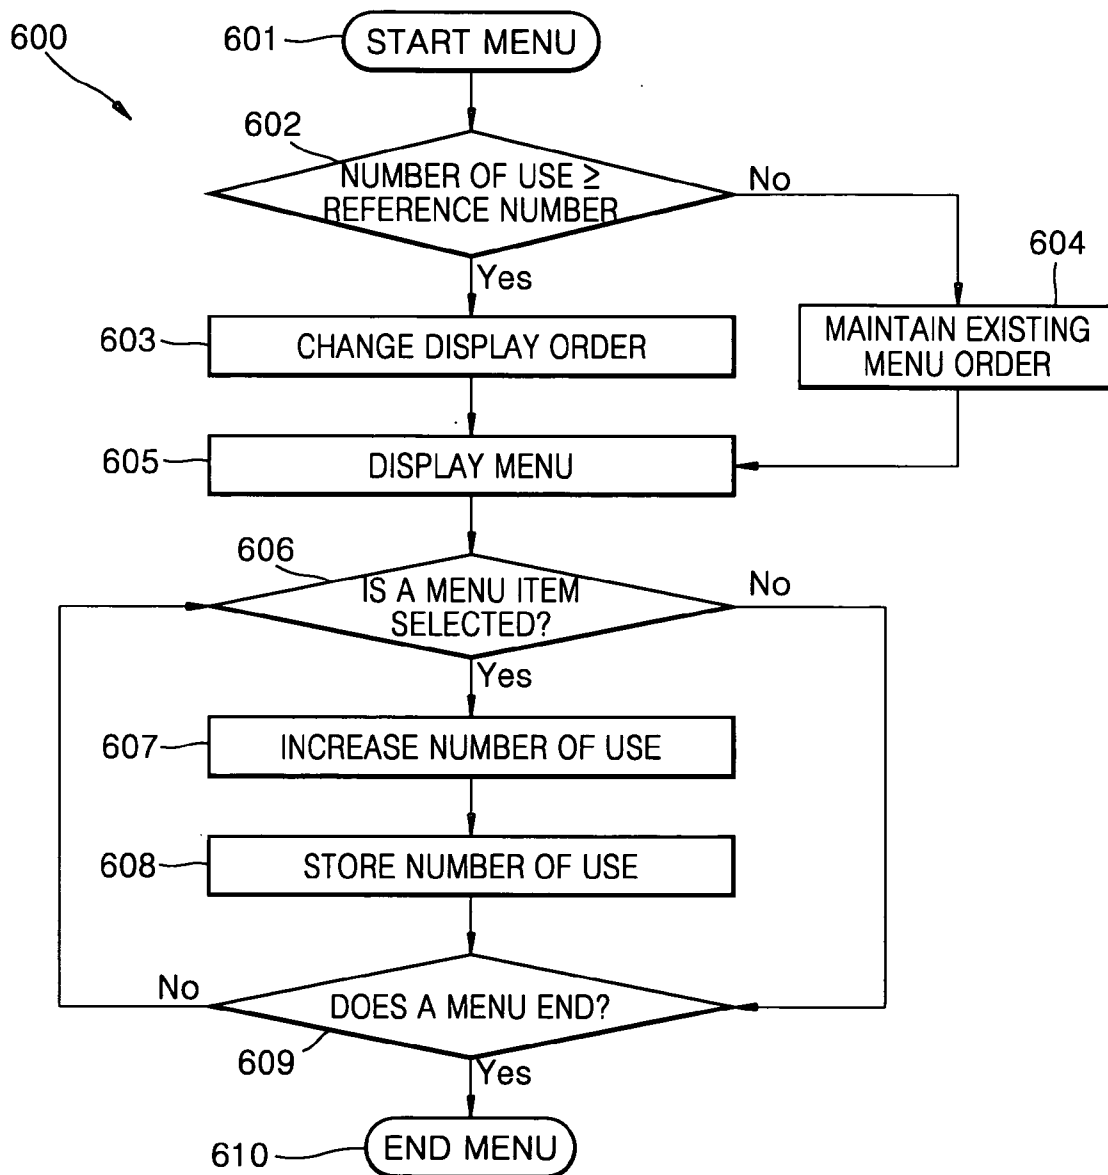 600
601
START MENU
602
NUMBER OF USE ≥
REFERENCE NUMBER
No
Yes
604
603
CHANGE DISPLAY ORDER
MAINTAIN EXISTING
MENU ORDER
605
DISPLAY MENU
606
IS A MENU ITEM
SELECTED?
No
Yes
607
INCREASE NUMBER OF USE
608
STORE NUMBER OF USE
No
DOES A MENU END?
609
Yes
610
END MENU